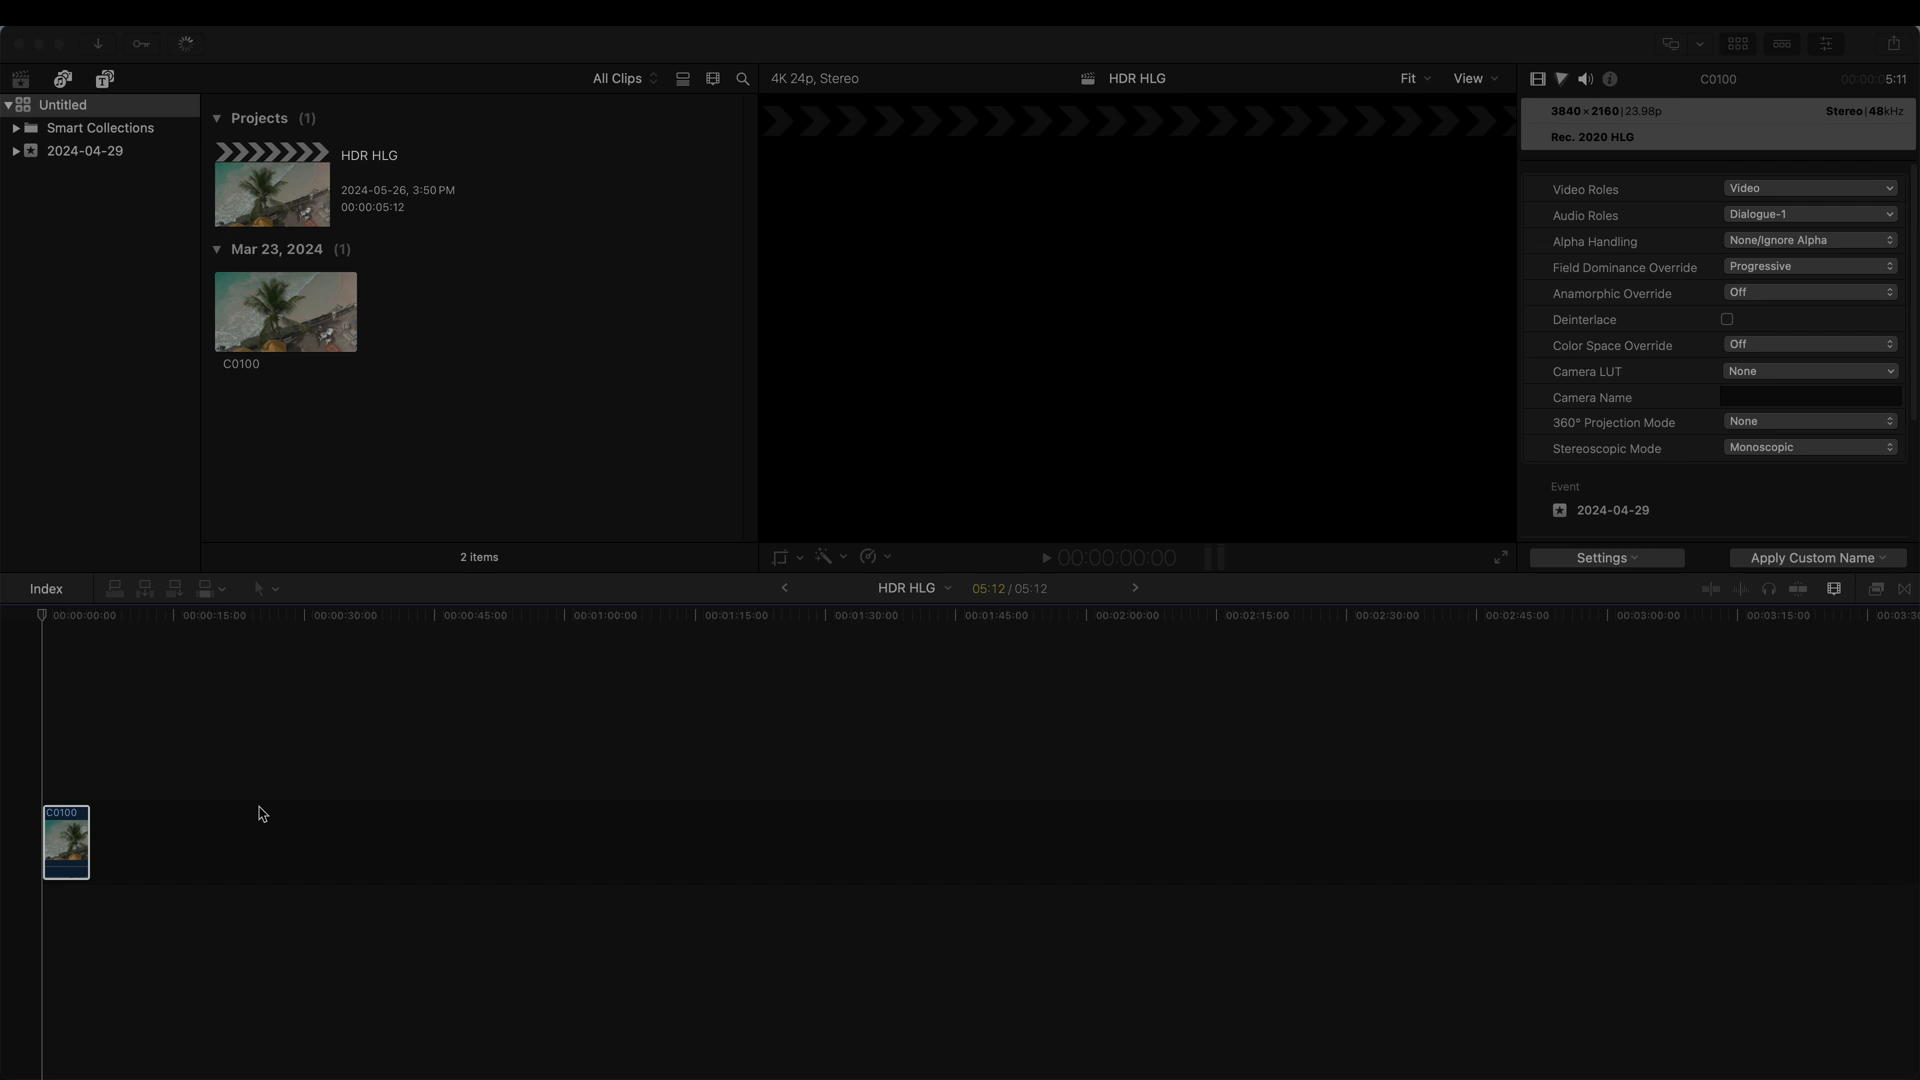 All Clips
4K 24p, Stereo
HDR HLG
Fit
View
C0100
00:00:05:11
Untitled
Smart Collections
2024-04-29
Projects (1)
HDR HLG
2024-05-26, 3:50 PM
00:00:05:12
Mar 23, 2024 (1)
C0100
2 items
3840 × 2160 | 23.98p
Stereo | 48kHz
Rec. 2020 HLG
Video Roles
Video
Audio Roles
Dialogue-1
Alpha Handling
None/Ignore Alpha
Field Dominance Override
Progressive
Anamorphic Override
Off
Deinterlace
Color Space Override
Off
Camera LUT
None
Camera Name
360° Projection Mode
None
Stereoscopic Mode
Monoscopic
Event
2024-04-29
00:00:00:00
Settings
Apply Custom Name
Index
HDR HLG
05:12 / 05:12
00:00:00:00
00:00:15:00
00:00:30:00
00:00:45:00
00:01:00:00
00:01:15:00
00:01:30:00
00:01:45:00
00:02:00:00
00:02:15:00
00:02:30:00
00:02:45:00
00:03:00:00
00:03:15:00
00:03:30
C0100